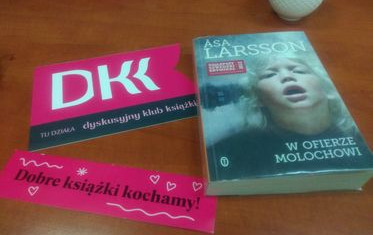 DKK
TU DZIAŁA dyskusyjny klub książki
Dobre książki kochamy!
ÅSA
LARSSON
W OFIERZE
MOLOCHOWI